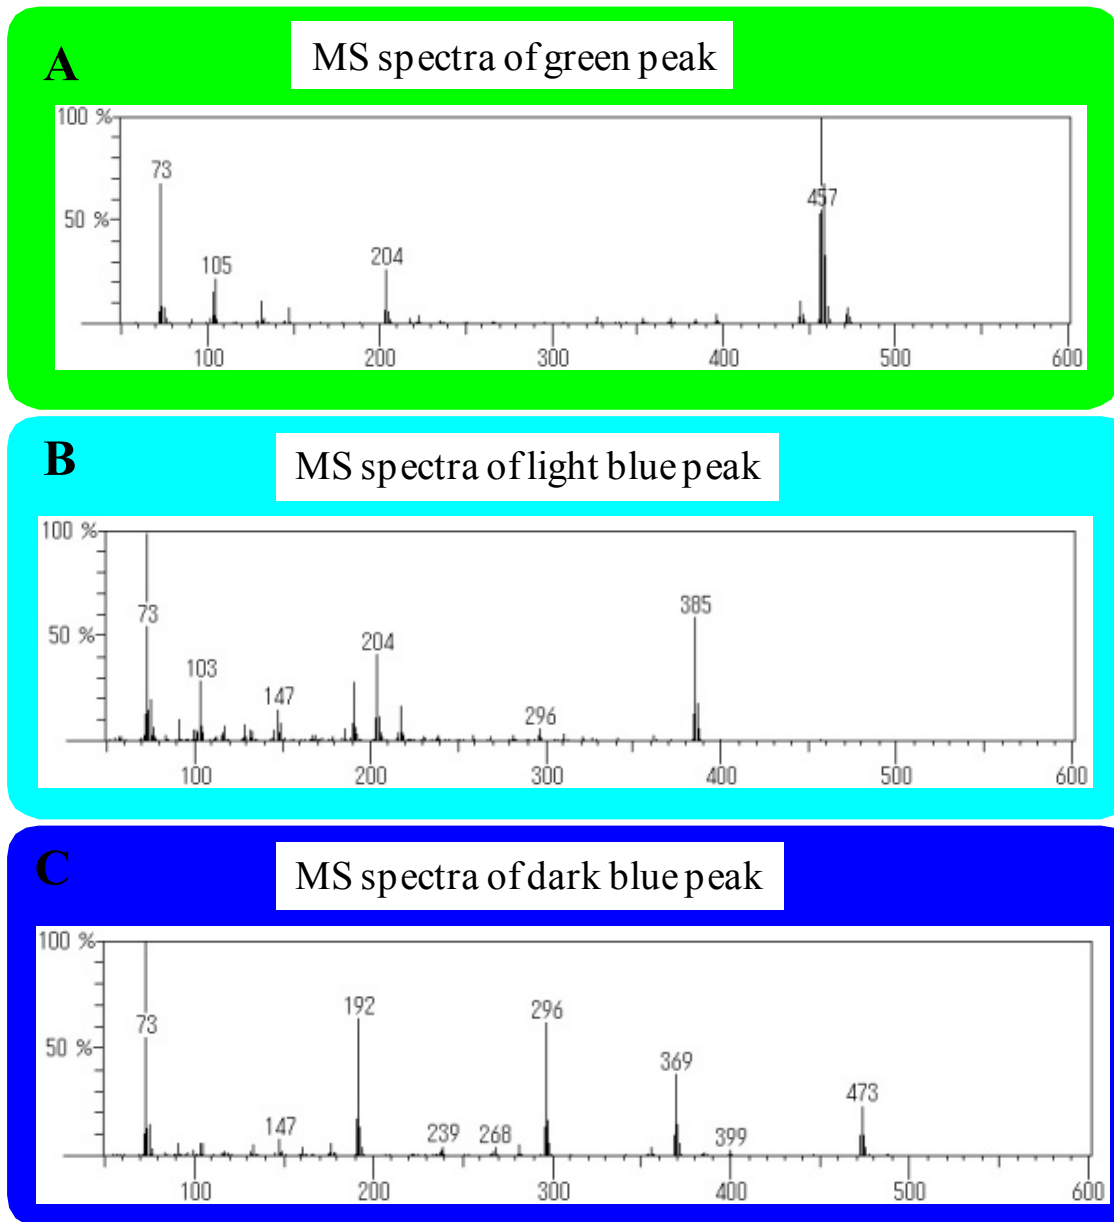 A
MS spectra of green peak
100 %
73
457
50 %
105
204
100 200 300 400 500 600
B
MS spectra of light blue peak
100 %
73
385
50 %
204
103
147
296
100 200 300 400 500 600
C
MS spectra of dark blue peak
100 %
192
296
73
50 %
369
473
147
239
268
399
100 200 300 400 500 600